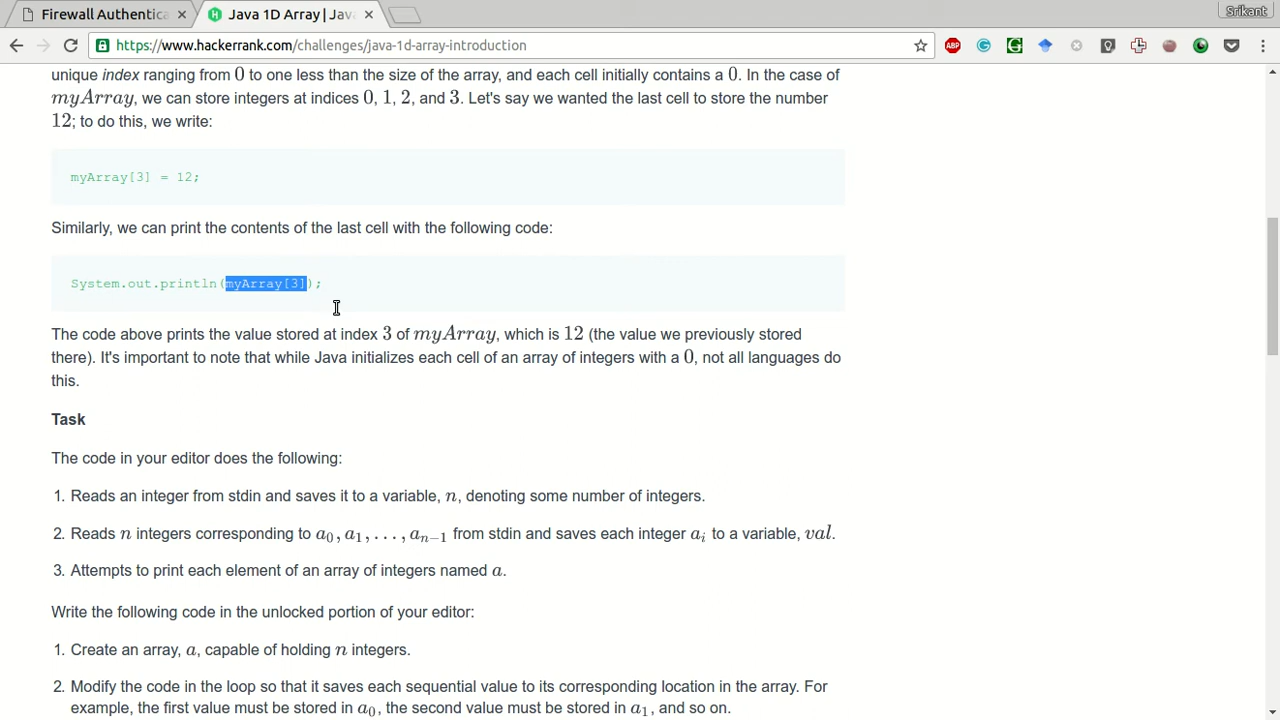 Firewall Authentica
Java 1D Array | Jav
Srikant
https://www.hackerrank.com/challenges/java-1d-array-introduction
ABP
unique index ranging from 0 to one less than the size of the array, and each cell initially contains a 0. In the case of
myArray, we can store integers at indices 0, 1, 2, and 3. Let's say we wanted the last cell to store the number
12; to do this, we write:
myArray[3] = 12;
Similarly, we can print the contents of the last cell with the following code:
System.out.println(myArray[3]);
The code above prints the value stored at index 3 of myArray, which is 12 (the value we previously stored
there). It's important to note that while Java initializes each cell of an array of integers with a 0, not all languages do
this.
Task
The code in your editor does the following:
1. Reads an integer from stdin and saves it to a variable, n, denoting some number of integers.
2. Reads n integers corresponding to a₀, a₁, . . . , aₙ₋₁ from stdin and saves each integer aᵢ to a variable, val.
3. Attempts to print each element of an array of integers named a.
Write the following code in the unlocked portion of your editor:
1. Create an array, a, capable of holding n integers.
2. Modify the code in the loop so that it saves each sequential value to its corresponding location in the array. For
example, the first value must be stored in a₀, the second value must be stored in a₁, and so on.